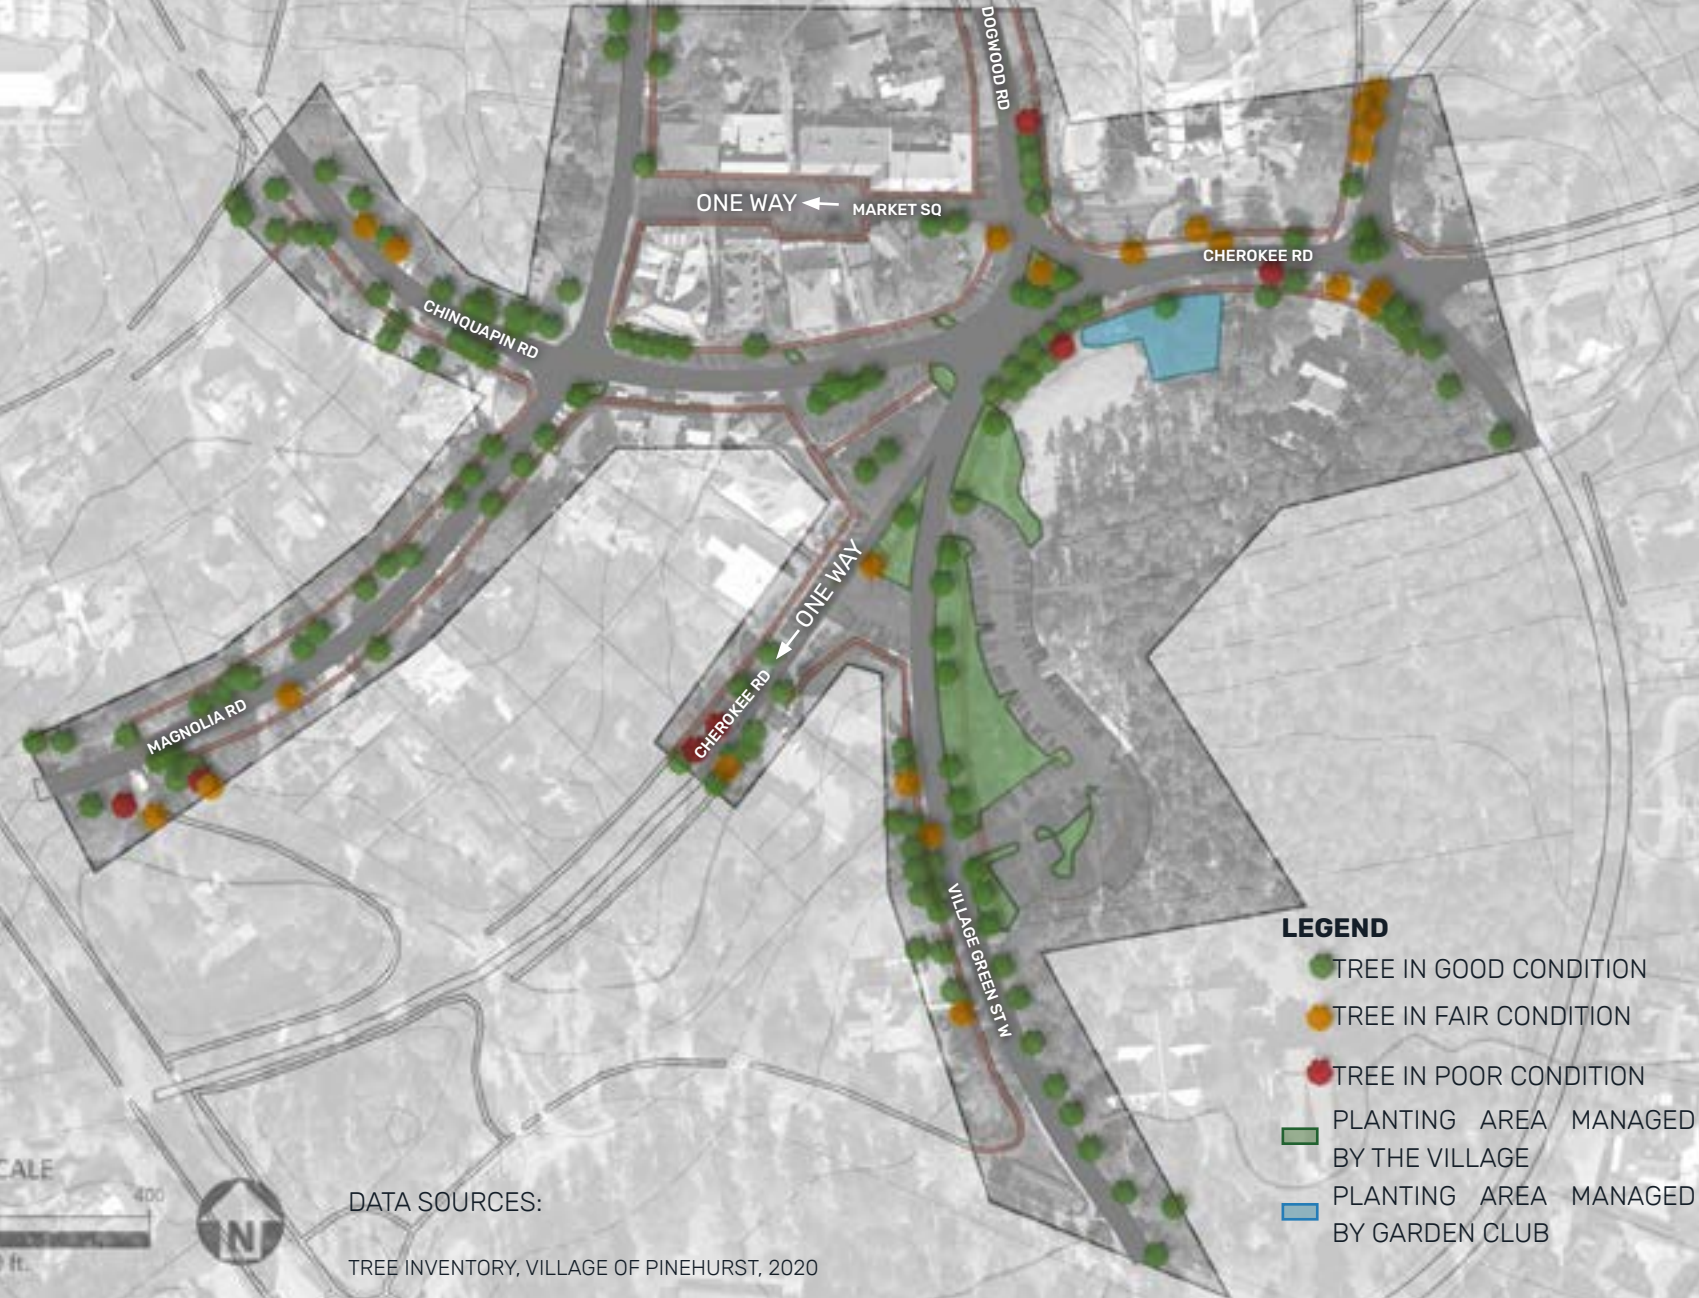 DOGWOOD RD
ONE WAY
MARKET SQ
CHEROKEE RD
CHINQUAPIN RD
ONE WAY
CHEROKEE RD
MAGNOLIA RD
VILLAGE GREEN ST W
LEGEND
TREE IN GOOD CONDITION
TREE IN FAIR CONDITION
TREE IN POOR CONDITION
PLANTING AREA MANAGED
BY THE VILLAGE
PLANTING AREA MANAGED
BY GARDEN CLUB
CALE
400
ft.
N
DATA SOURCES:
TREE INVENTORY, VILLAGE OF PINEHURST, 2020